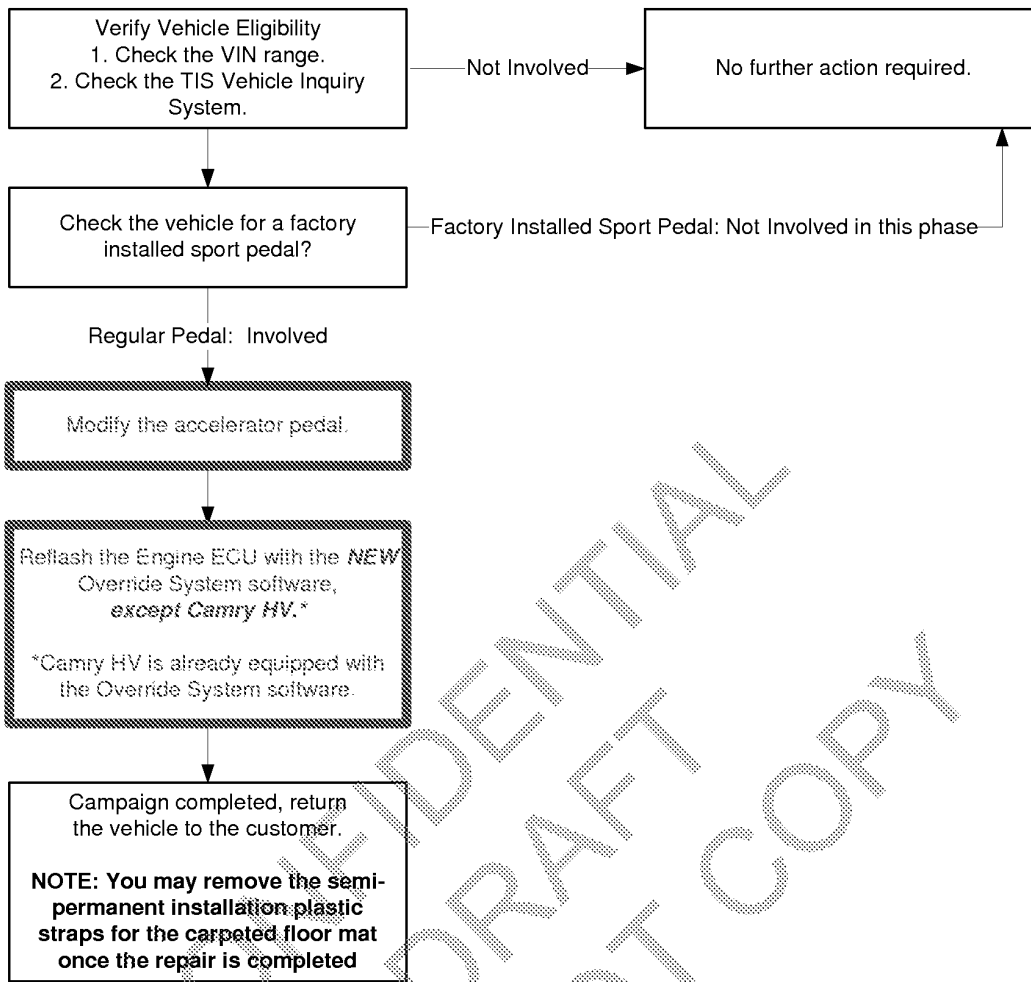 Verify Vehicle Eligibility
1. Check the VIN range.
2. Check the TIS Vehicle Inquiry
System.
Not Involved
No further action required.
Check the vehicle for a factory
installed sport pedal?
Factory Installed Sport Pedal: Not Involved in this phase
Regular Pedal:  Involved
Modify the accelerator pedal.
Reflash the Engine ECU with the NEW
Override System software,
except Camry HV.*
*Camry HV is already equipped with
the Override System software.
Campaign completed, return
the vehicle to the customer.
NOTE: You may remove the semi-
permanent installation plastic
straps for the carpeted floor mat
once the repair is completed
DRAFT
COPY